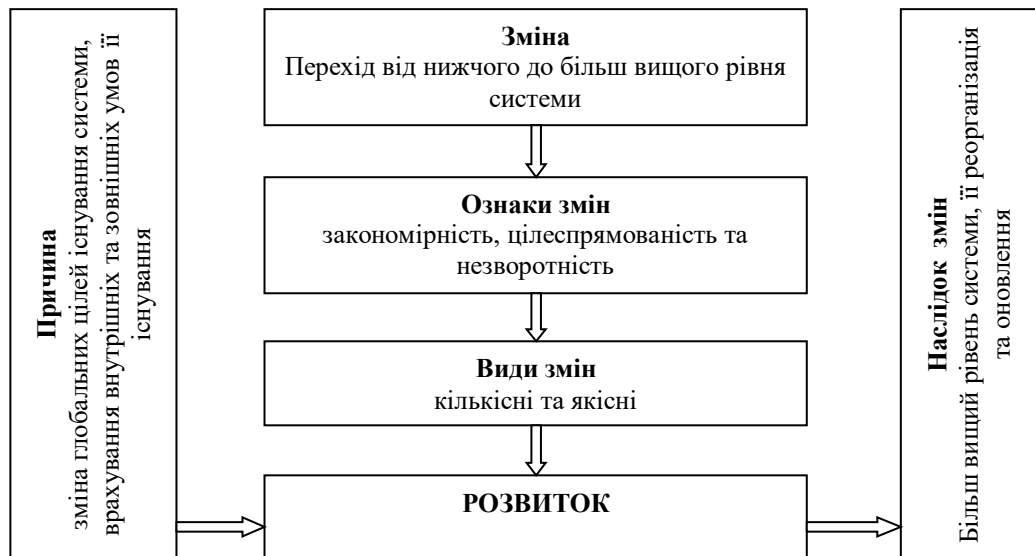 Причина
зміна глобальних цілей існування системи,
врахування внутрішніх та зовнішніх умов її
існування
Зміна
Перехід від нижчого до більш вищого рівня
системи
Ознаки змін
закономірність, цілеспрямованість та
незворотність
Види змін
кількісні та якісні
РОЗВИТОК
Наслідок змін
Більш вищий рівень системи, її реорганізація
та оновлення